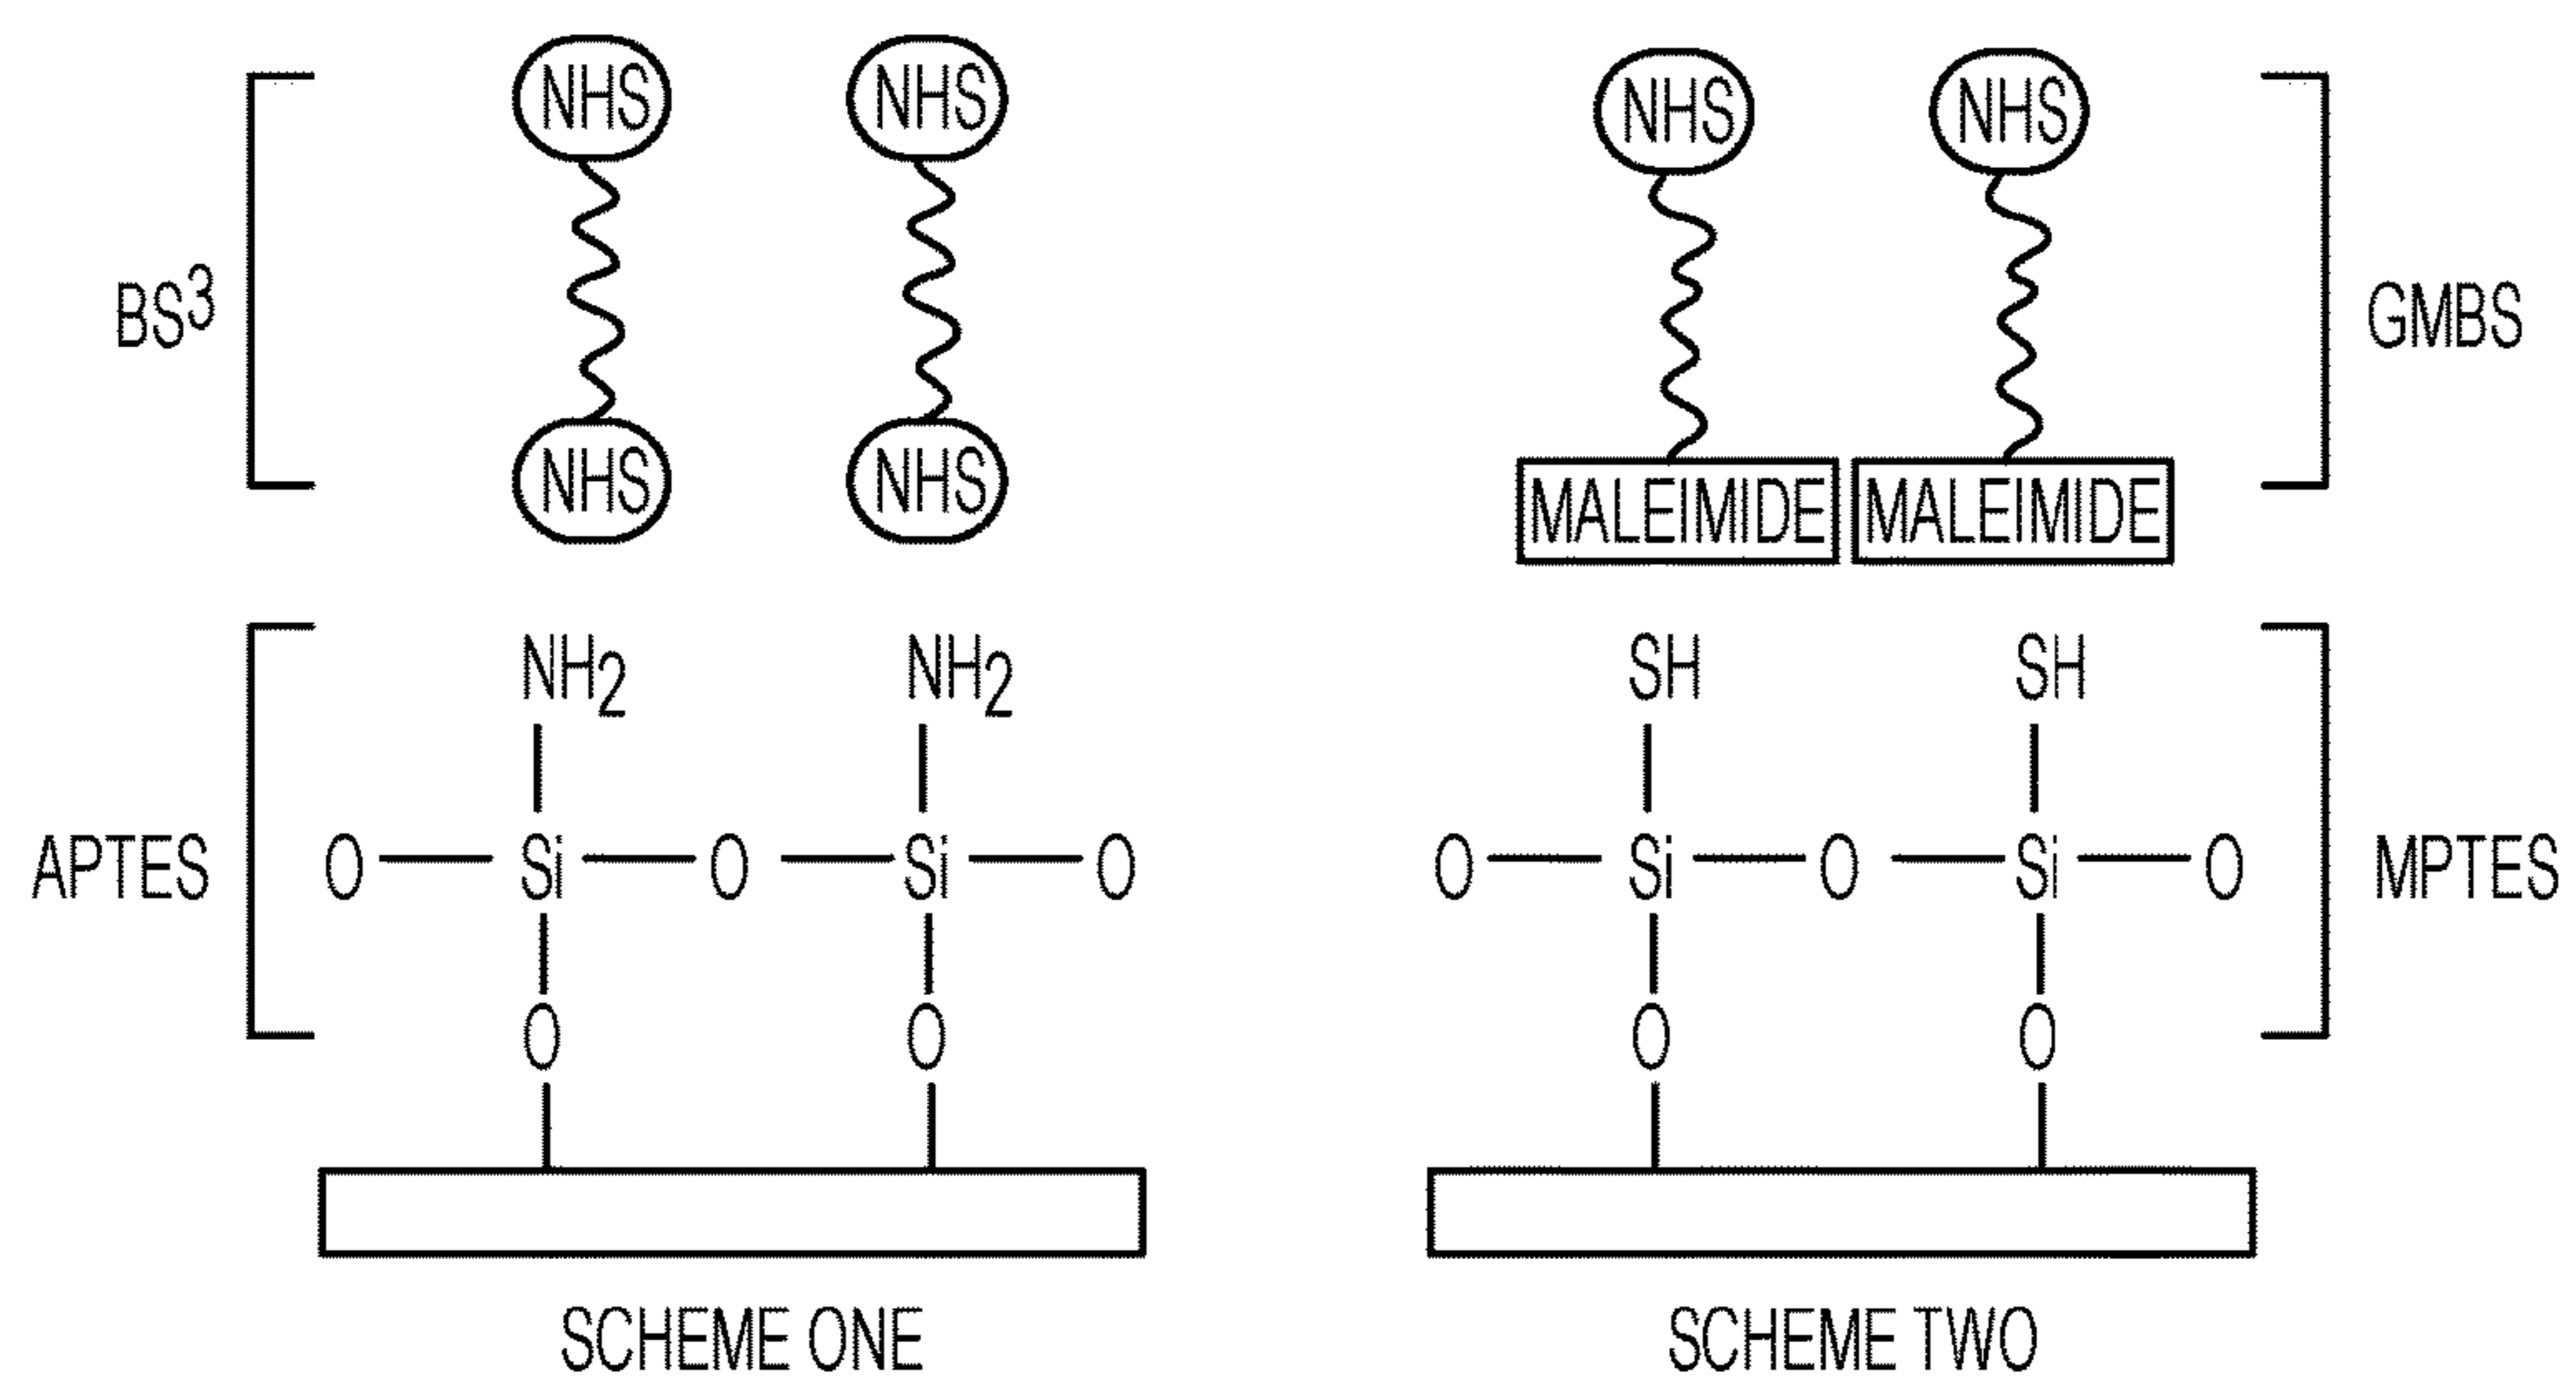 NHS NHS NHS NHS
BS3 GMBS
NHS NHS MALEIMIDE MALEIMIDE
NH2 NH2 SH SH
APTES O Si O Si O O Si O Si O MPTES
O O O O
SCHEME ONE SCHEME TWO